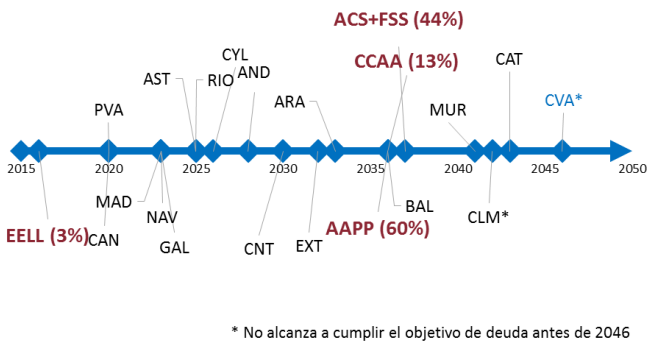 ACS+FSS (44%)
CCAA (13%)
CYL
AND
CAT
AST
RIO
ARA
MUR
CVA*
PVA
2015
2020
2025
2030
2035
2040
2045
2050
MAD
NAV
BAL
CLM*
EELL (3%)
CAN
GAL
CNT
EXT
AAPP (60%)
* No alcanza a cumplir el objetivo de deuda antes de 2046